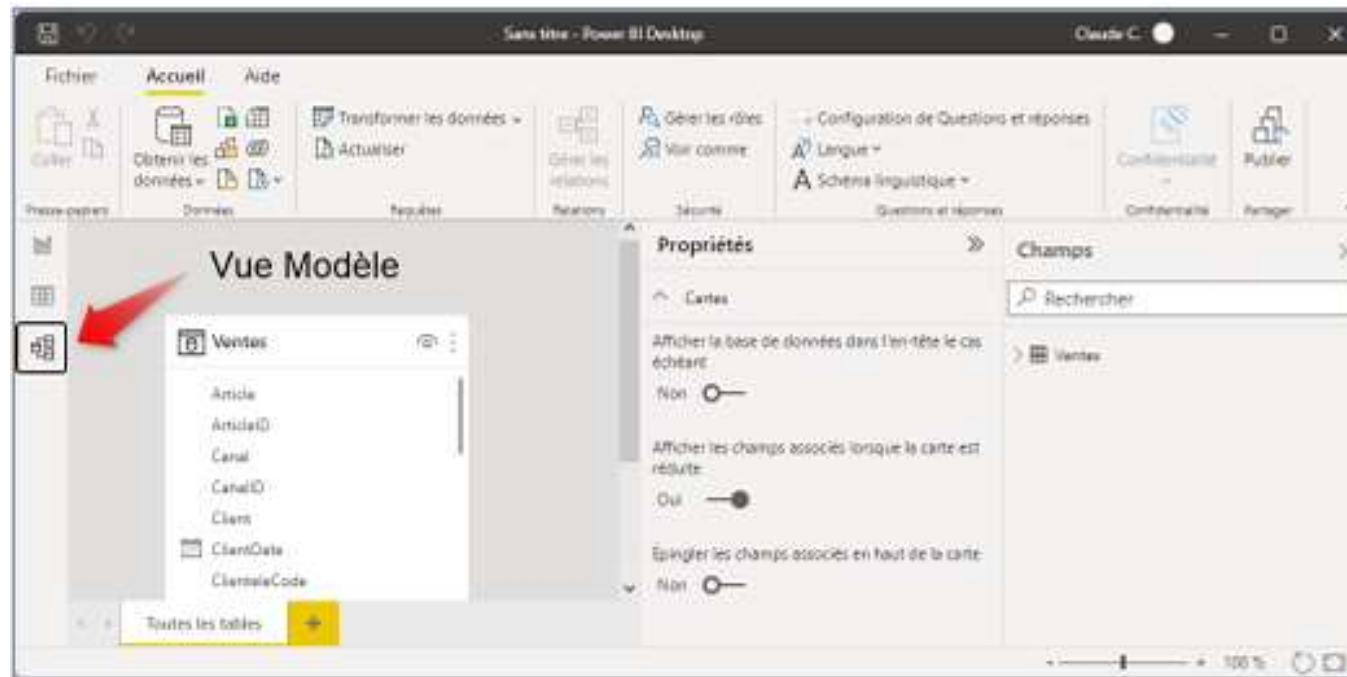 Sans titre - Power BI Desktop
Claude C.
Fichier
Accueil
Aide
Coller
Obtenir les
données
Transformer les données
Actualiser
Gérer les
relations
Gérer les rôles
Voir comme
Configuration de Questions et réponses
Langue
Schéma linguistique
Confidentialité
Publier
Presse-papiers
Données
Requêtes
Relations
Sécurité
Questions et réponses
Confidentialité
Partager
Vue Modèle
Ventes
Article
ArticleID
Canal
CanalID
Client
ClientDate
ClienteleCode
Toutes les tables
Propriétés
Cartes
Afficher la base de données dans l'en-tête le cas
échéant
Non
Afficher les champs associés lorsque la carte est
réduite
Oui
Épingler les champs associés en haut de la carte
Non
Champs
Rechercher
Ventes
100 %